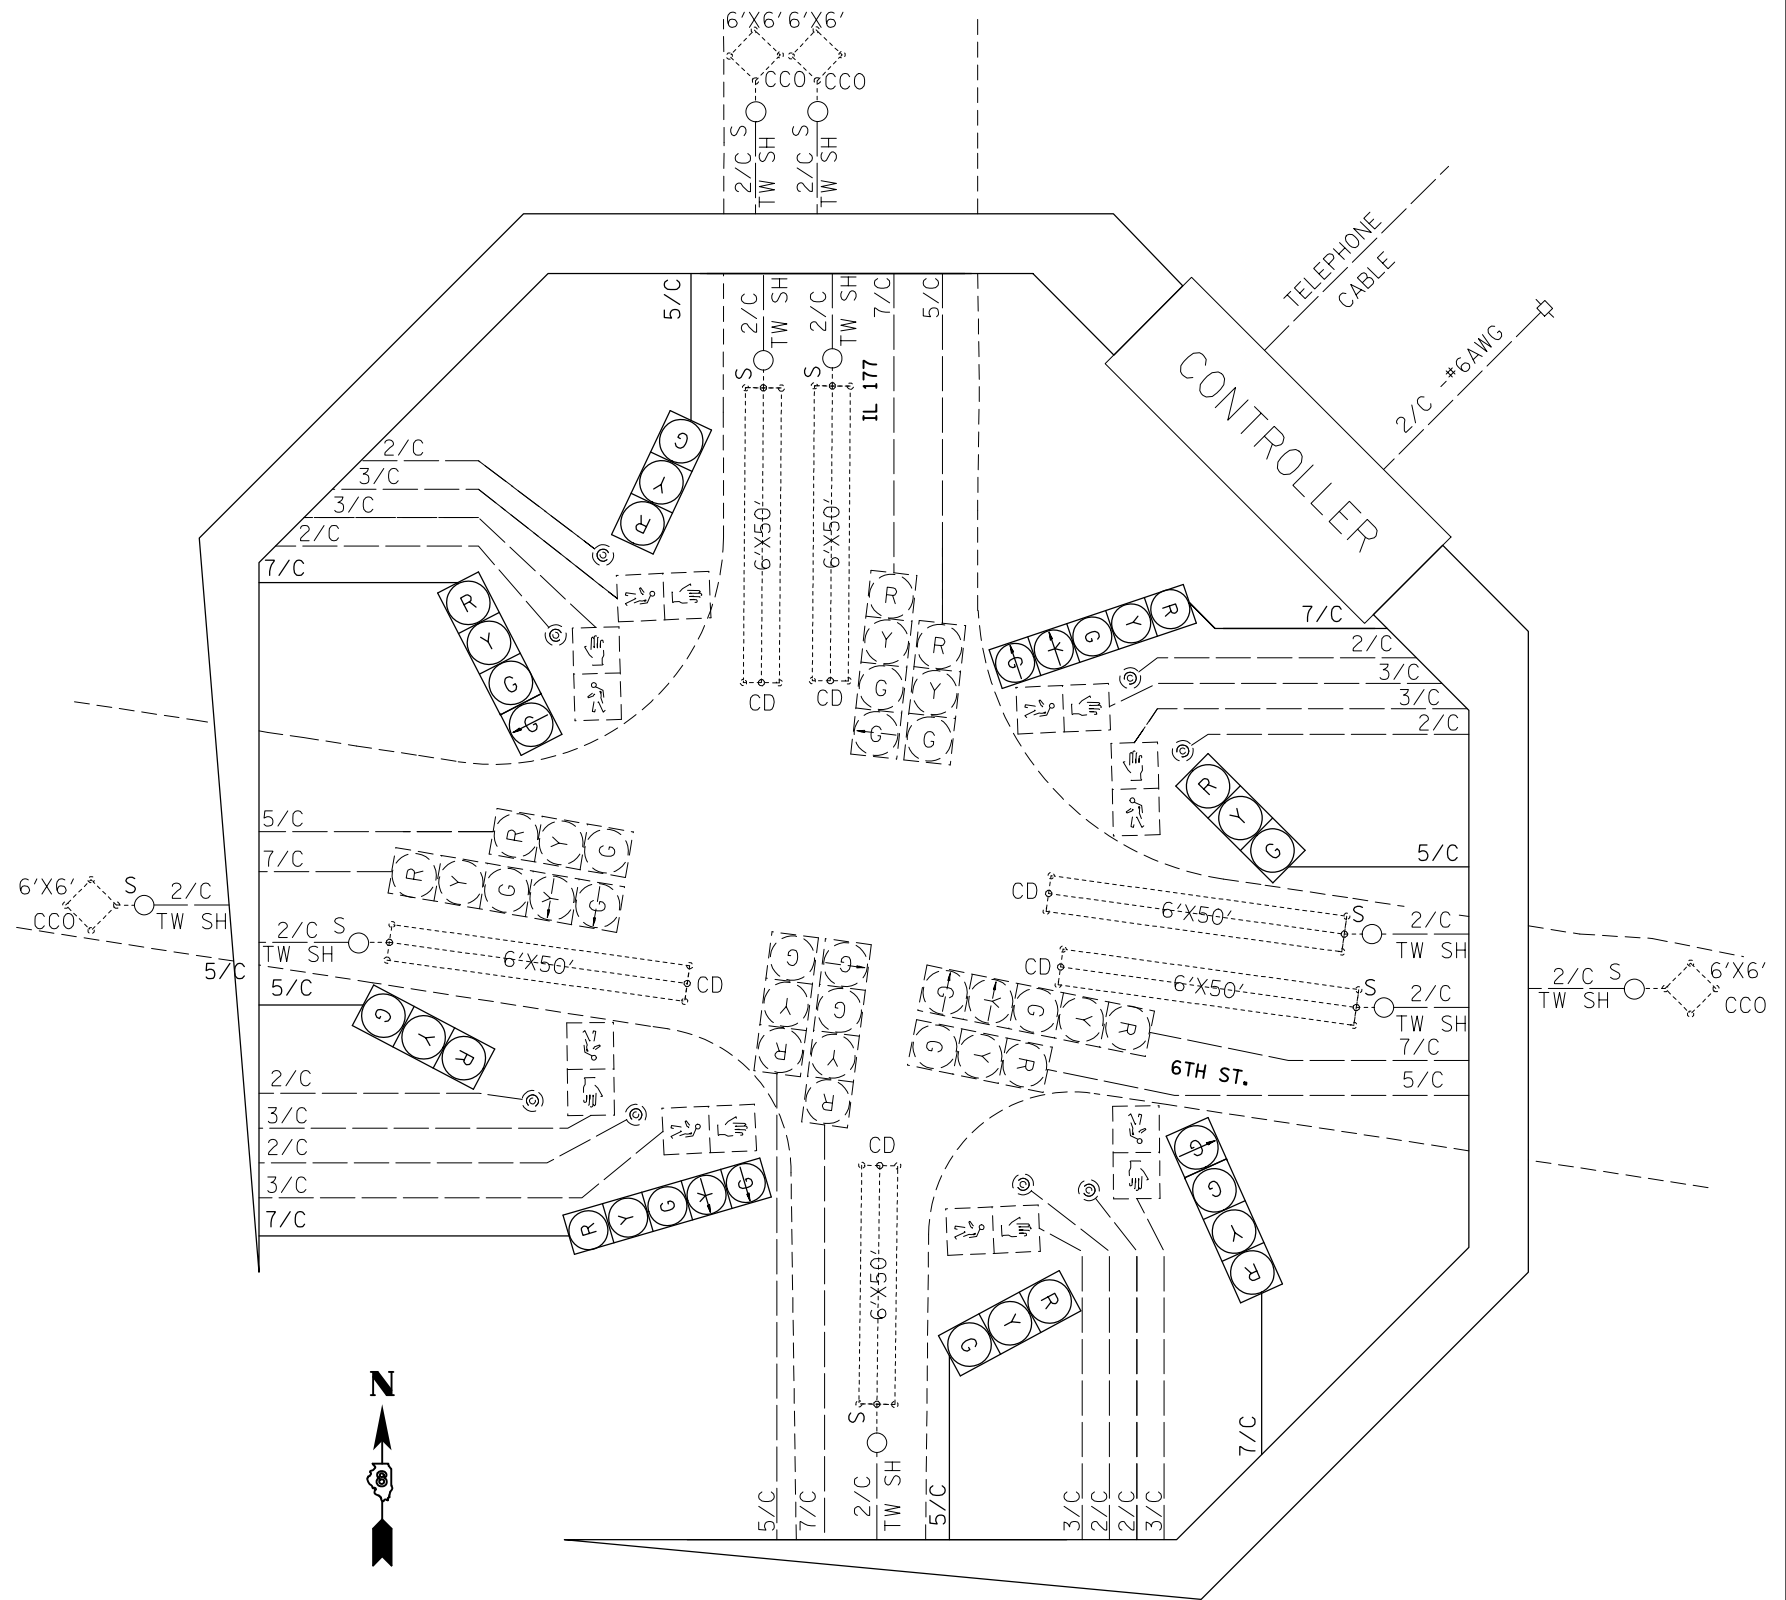 6'X6' 6'X6'
CCO CCO
S S
2/C 2/C
TW SH TW SH
TELEPHONE
CABLE
2/C #6AWG
CONTROLLER
5/C 2/C TW SH 2/C TW SH 7/C 5/C
S S
IL 177
6'X50' 6'X50'
CD CD
G
Y
R
2/C
3/C
3/C
2/C
7/C
R
Y
G
G
R
Y
G
G
R
Y
G
G Y G Y R
7/C
2/C
3/C
3/C
2/C
R
Y
G
5/C
5/C
R Y G
7/C
R Y G Y G
6'X6'
CCO
S
2/C
TW SH
2/C S
TW SH
6'X50'
CD
5/C
5/C
G Y R
CD
6'X50'
S
2/C
TW SH
CD
6'X50'
S
2/C
TW SH
2/C S
TW SH
6'X6'
CCO
G
Y
R
G
G
Y
R
G Y G Y R
G Y R
7/C
5/C
6TH ST.
2/C
3/C
2/C
3/C
7/C
R Y G Y G
CD
6'X50'
S
G
G
Y
R
G Y R
7/C
5/C 7/C 2/C TW SH 5/C 3/C 2/C 2/C 3/C
N
8